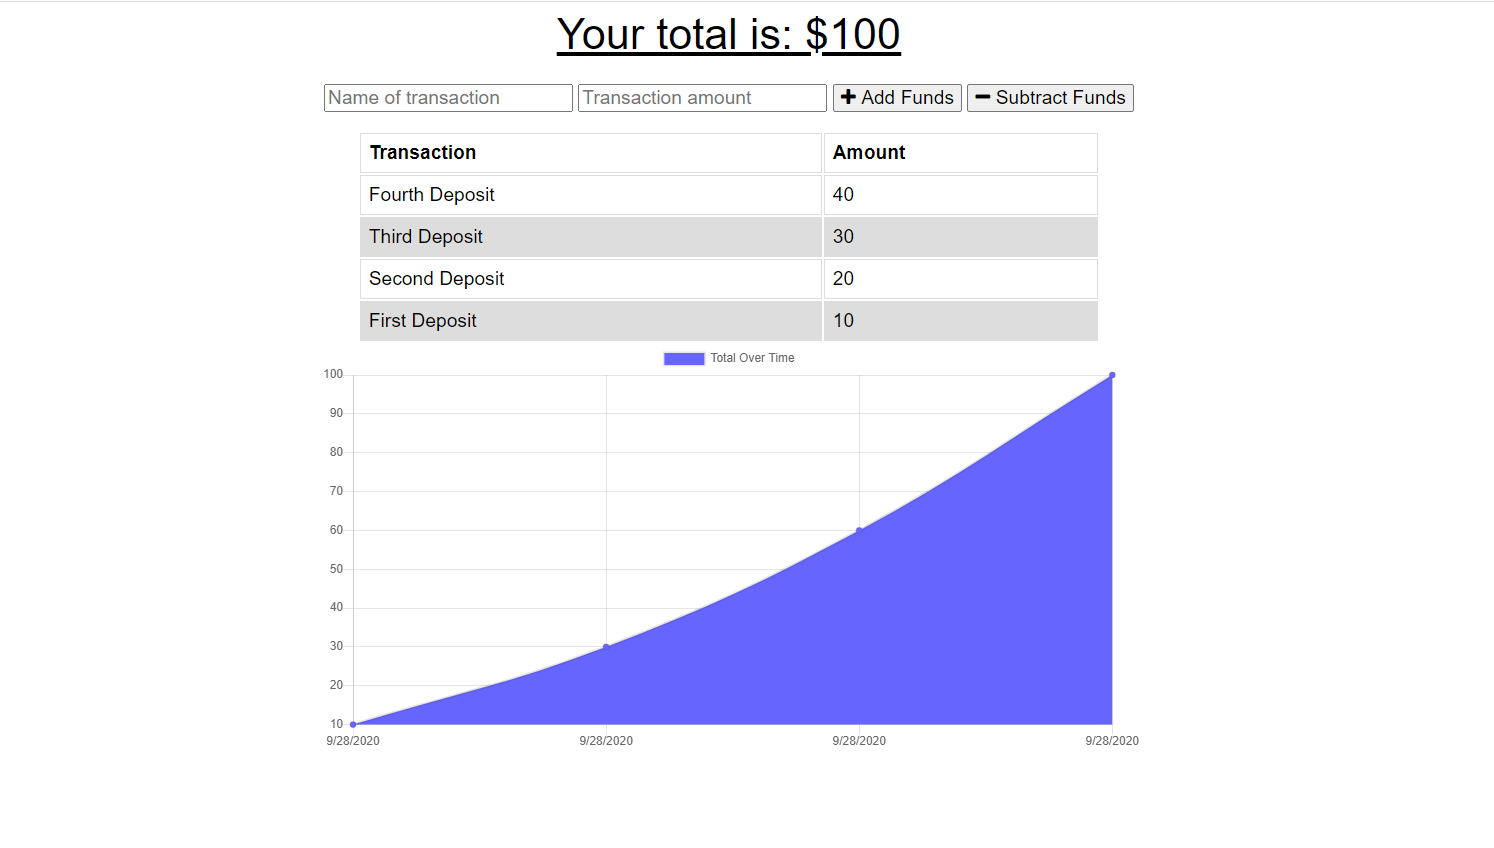 Your total is: $100
Name of transaction Transaction amount Add Funds Subtract Funds
Transaction Amount
Fourth Deposit 40
Third Deposit 30
Second Deposit 20
First Deposit 10
Total Over Time
100
90
80
70
60
50
40
30
20
10
9/28/2020 9/28/2020 9/28/2020 9/28/2020